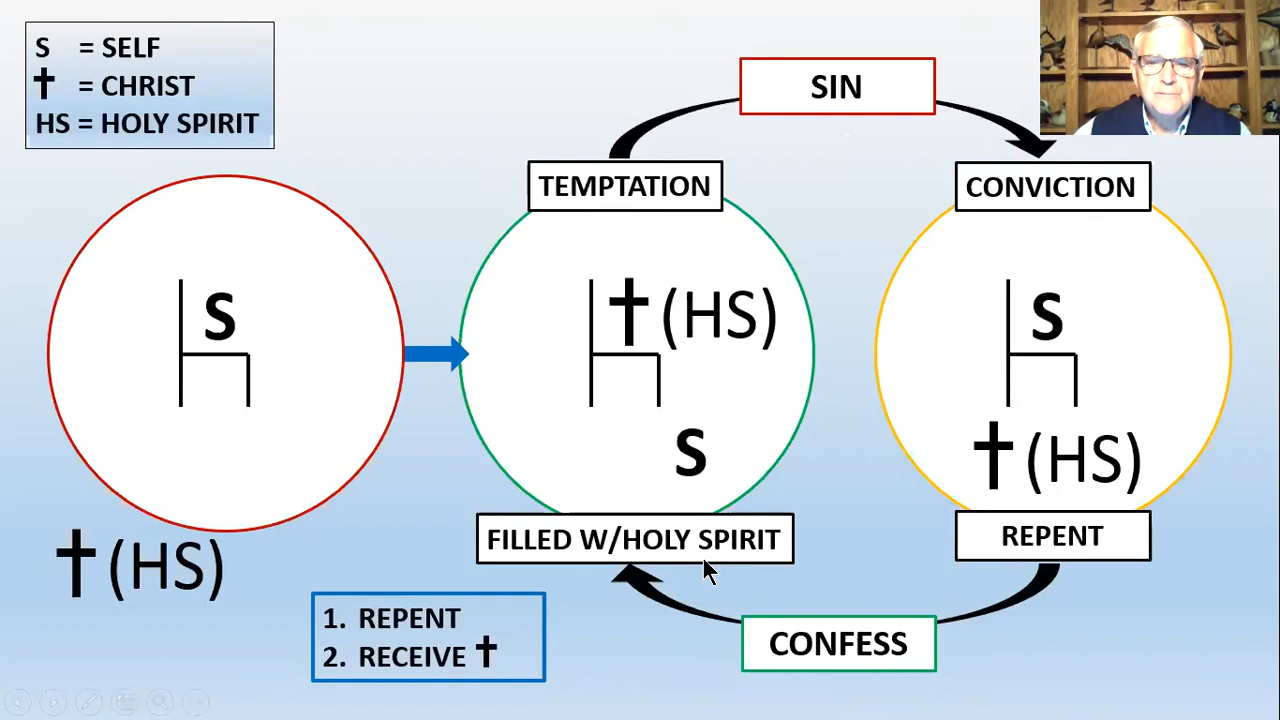 S = SELF
✝ = CHRIST
HS = HOLY SPIRIT
SIN
TEMPTATION
CONVICTION
S
✝ (HS)
S
S
✝ (HS)
✝ (HS)
FILLED W/HOLY SPIRIT
REPENT
1. REPENT
2. RECEIVE ✝
CONFESS